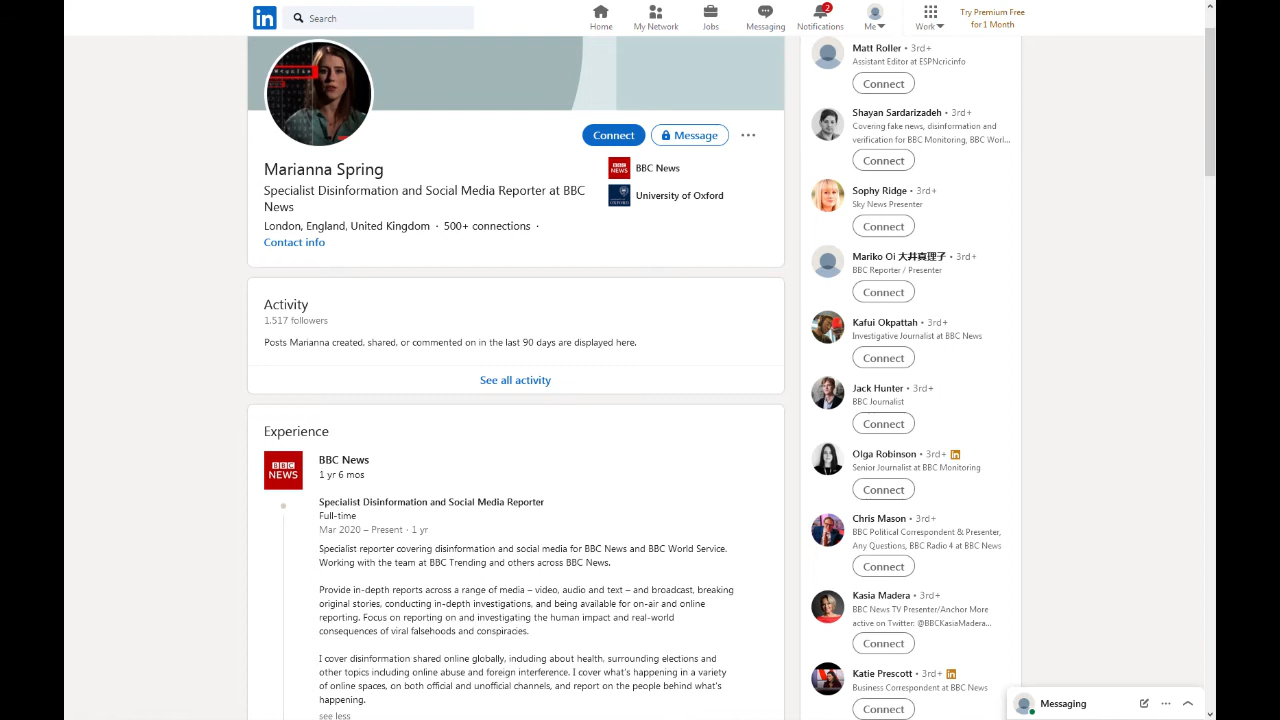 Search
Home
My Network
Jobs
Messaging
2
Notifications
Me
Work
Try Premium Free
for 1 Month
Connect
Message
Marianna Spring
Specialist Disinformation and Social Media Reporter at BBC
News
London, England, United Kingdom · 500+ connections ·
Contact info
BBC NEWS
BBC News
University of Oxford
Activity
1,517 followers
Posts Marianna created, shared, or commented on in the last 90 days are displayed here.
See all activity
Experience
BBC
NEWS
BBC News
1 yr 6 mos
Specialist Disinformation and Social Media Reporter
Full-time
Mar 2020 – Present · 1 yr
Specialist reporter covering disinformation and social media for BBC News and BBC World Service.
Working with the team at BBC Trending and others across BBC News.
Provide in-depth reports across a range of media – video, audio and text – and broadcast, breaking
original stories, conducting in-depth investigations, and being available for on-air and online
reporting. Focus on reporting on and investigating the human impact and real-world
consequences of viral falsehoods and conspiracies.
I cover disinformation shared online globally, including about health, surrounding elections and
other topics including online abuse and foreign interference. I cover what's happening in a variety
of online spaces, on both official and unofficial channels, and report on the people behind what's
happening.
see less
Matt Roller • 3rd+
Assistant Editor at ESPNcricinfo
Connect
Shayan Sardarizadeh • 3rd+
Covering fake news, disinformation and
verification for BBC Monitoring, BBC Worl...
Connect
Sophy Ridge • 3rd+
Sky News Presenter
Connect
Mariko Oi 大井真理子 • 3rd+
BBC Reporter / Presenter
Connect
Kafui Okpattah • 3rd+
Investigative Journalist at BBC News
Connect
Jack Hunter • 3rd+
BBC Journalist
Connect
Olga Robinson • 3rd+
Senior Journalist at BBC Monitoring
Connect
Chris Mason • 3rd+
BBC Political Correspondent & Presenter,
Any Questions, BBC Radio 4 at BBC News
Connect
Kasia Madera • 3rd+
BBC News TV Presenter/Anchor More
active on Twitter: @BBCKasiaMadera...
Connect
Katie Prescott • 3rd+
Business Correspondent at BBC News
Connect
Messaging